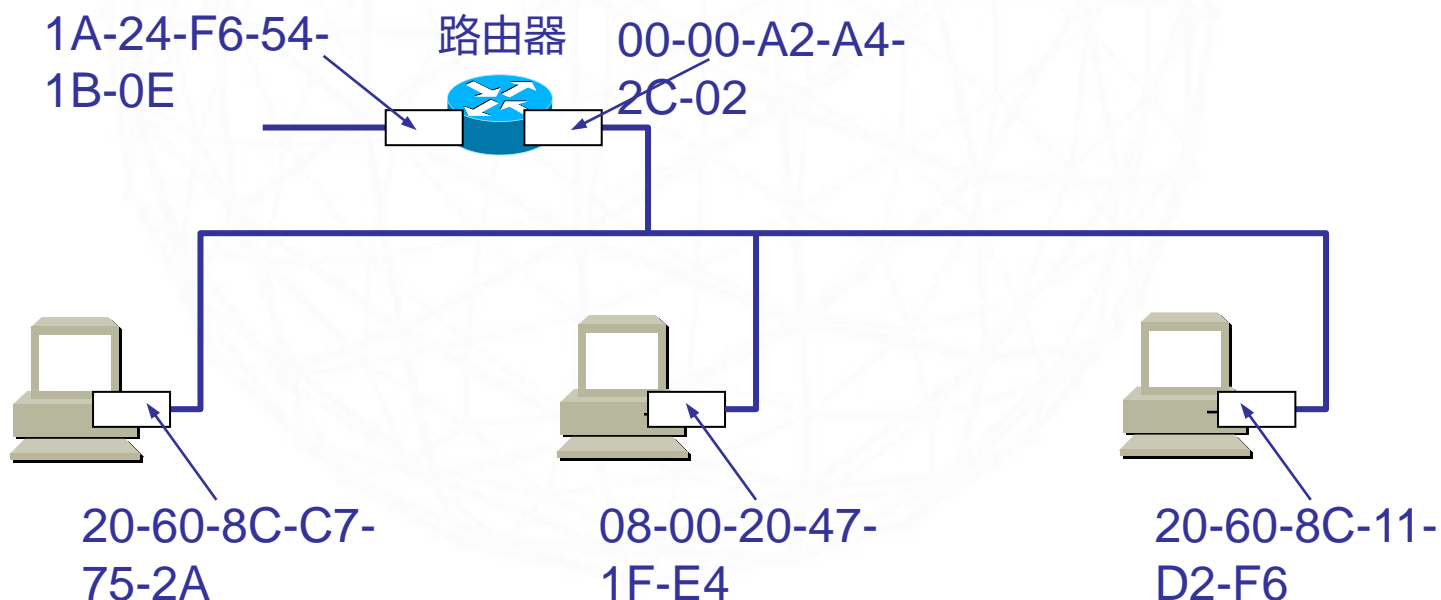 1A-24-F6-54-
1B-0E
路由器
00-00-A2-A4-
2C-02
20-60-8C-C7-
75-2A
08-00-20-47-
1F-E4
20-60-8C-11-
D2-F6